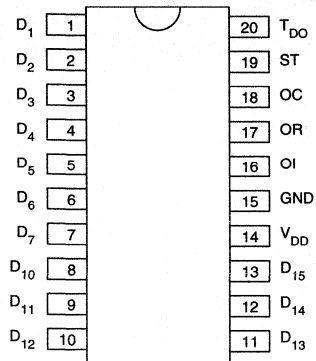 D1 1 20 TDO
D2 2 19 ST
D3 3 18 OC
D4 4 17 OR
D5 5 16 OI
D6 6 15 GND
D7 7 14 VDD
D10 8 13 D15
D11 9 12 D14
D12 10 11 D13